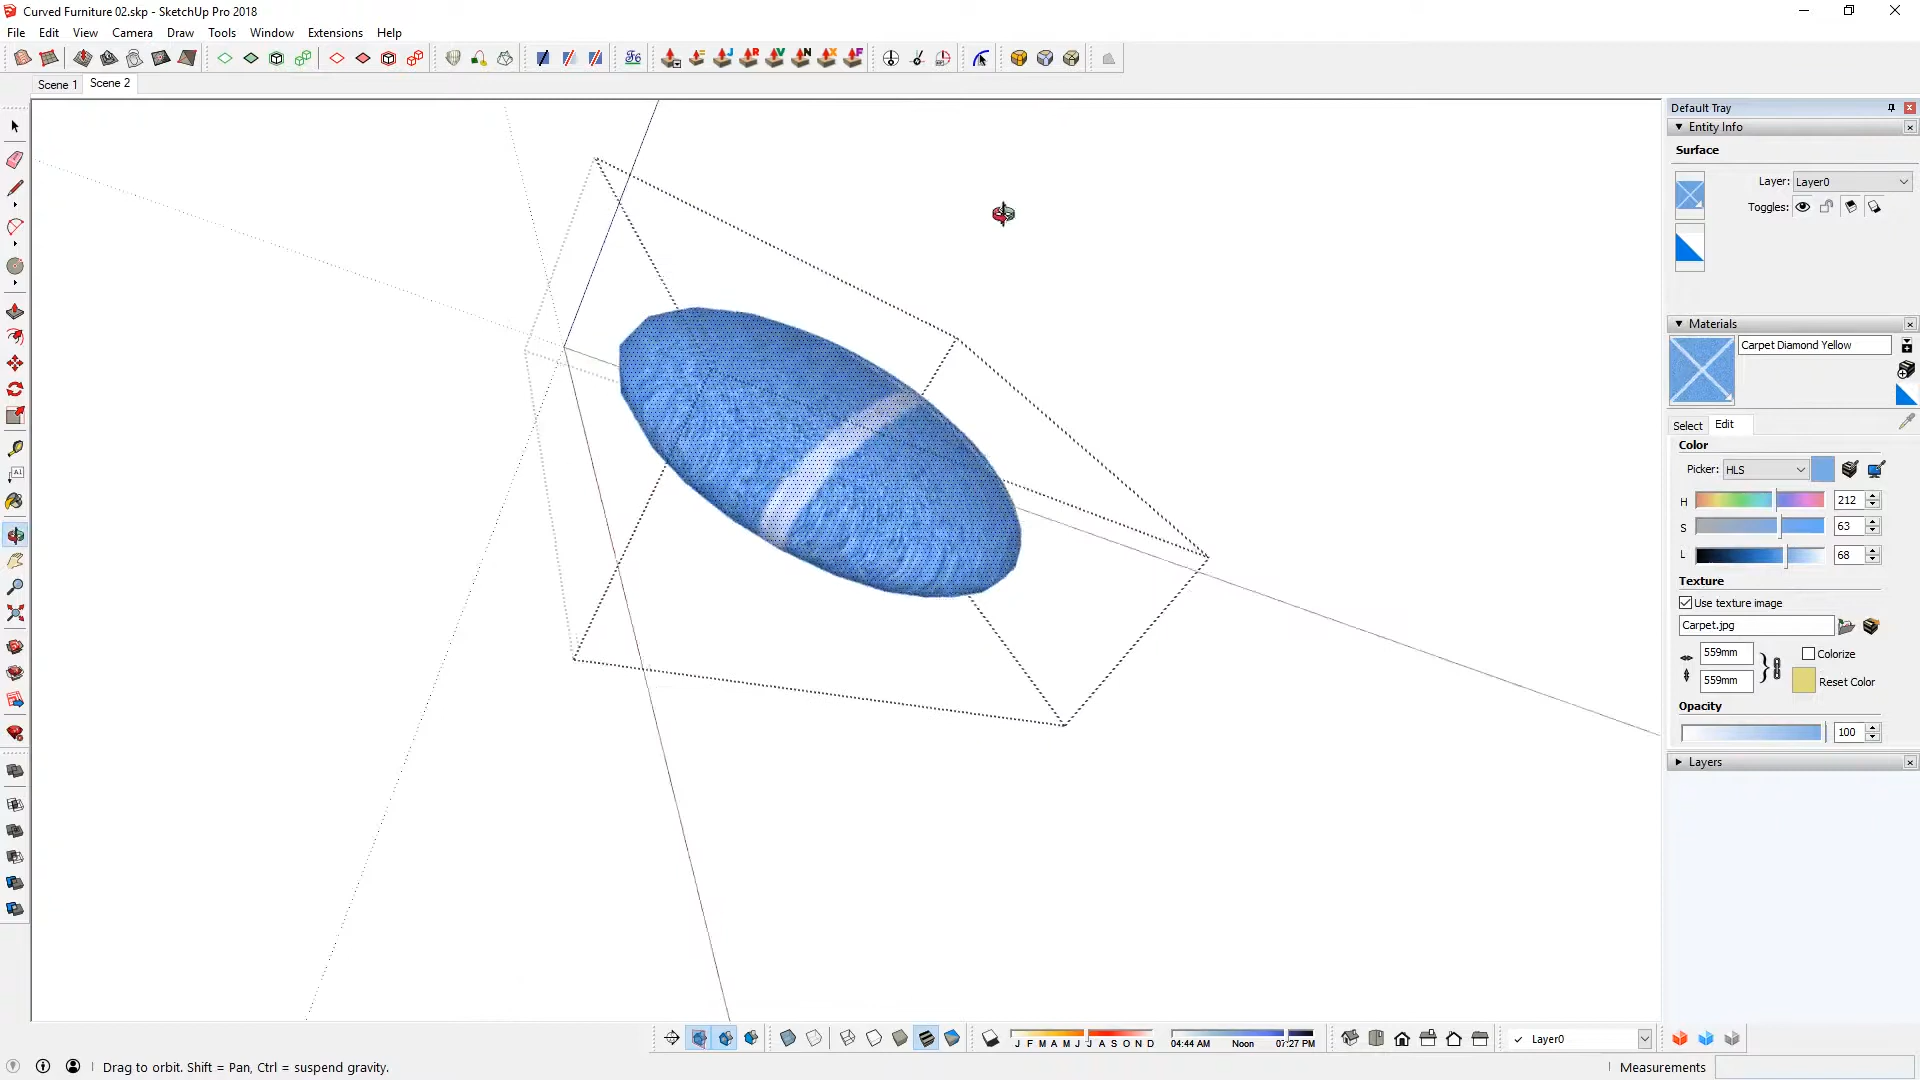 Curved Furniture 02.skp - SketchUp Pro 2018
File Edit View Camera Draw Tools Window Extensions Help
J R V N X F
Scene 1 Scene 2
Default Tray
Entity Info
Surface
Layer: Layer0
Toggles:
Materials
Carpet Diamond Yellow
Select Edit
Color
Picker: HLS
H 212
S 63
L 68
Texture
Use texture image
Carpet.jpg
559mm Colorize
559mm Reset Color
Opacity
100
Layers
A1
J F M A M J J A S O N D 04:44 AM Noon 07:27 PM
Layer0
Drag to orbit. Shift = Pan, Ctrl = suspend gravity. Measurements